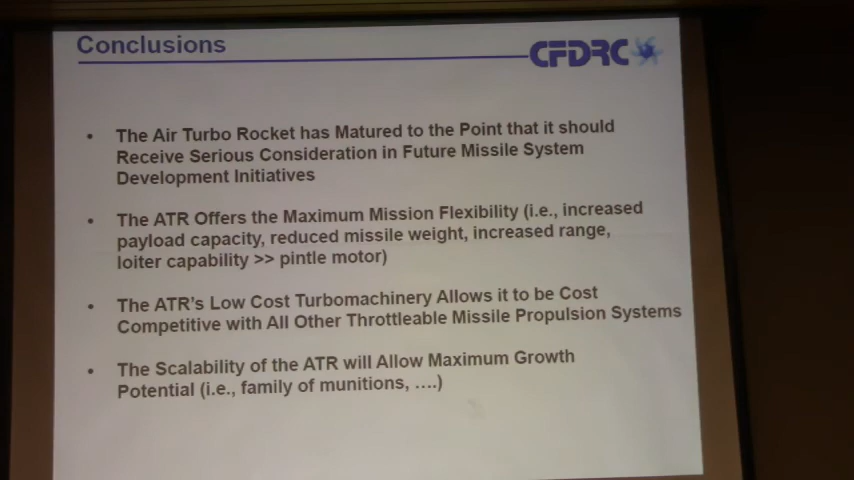 Conclusions
CFDRC
• The Air Turbo Rocket has Matured to the Point that it should
Receive Serious Consideration in Future Missile System
Development Initiatives
• The ATR Offers the Maximum Mission Flexibility (i.e., increased
payload capacity, reduced missile weight, increased range,
loiter capability >> pintle motor)
• The ATR's Low Cost Turbomachinery Allows it to be Cost
Competitive with All Other Throttleable Missile Propulsion Systems
• The Scalability of the ATR will Allow Maximum Growth
Potential (i.e., family of munitions, ....)